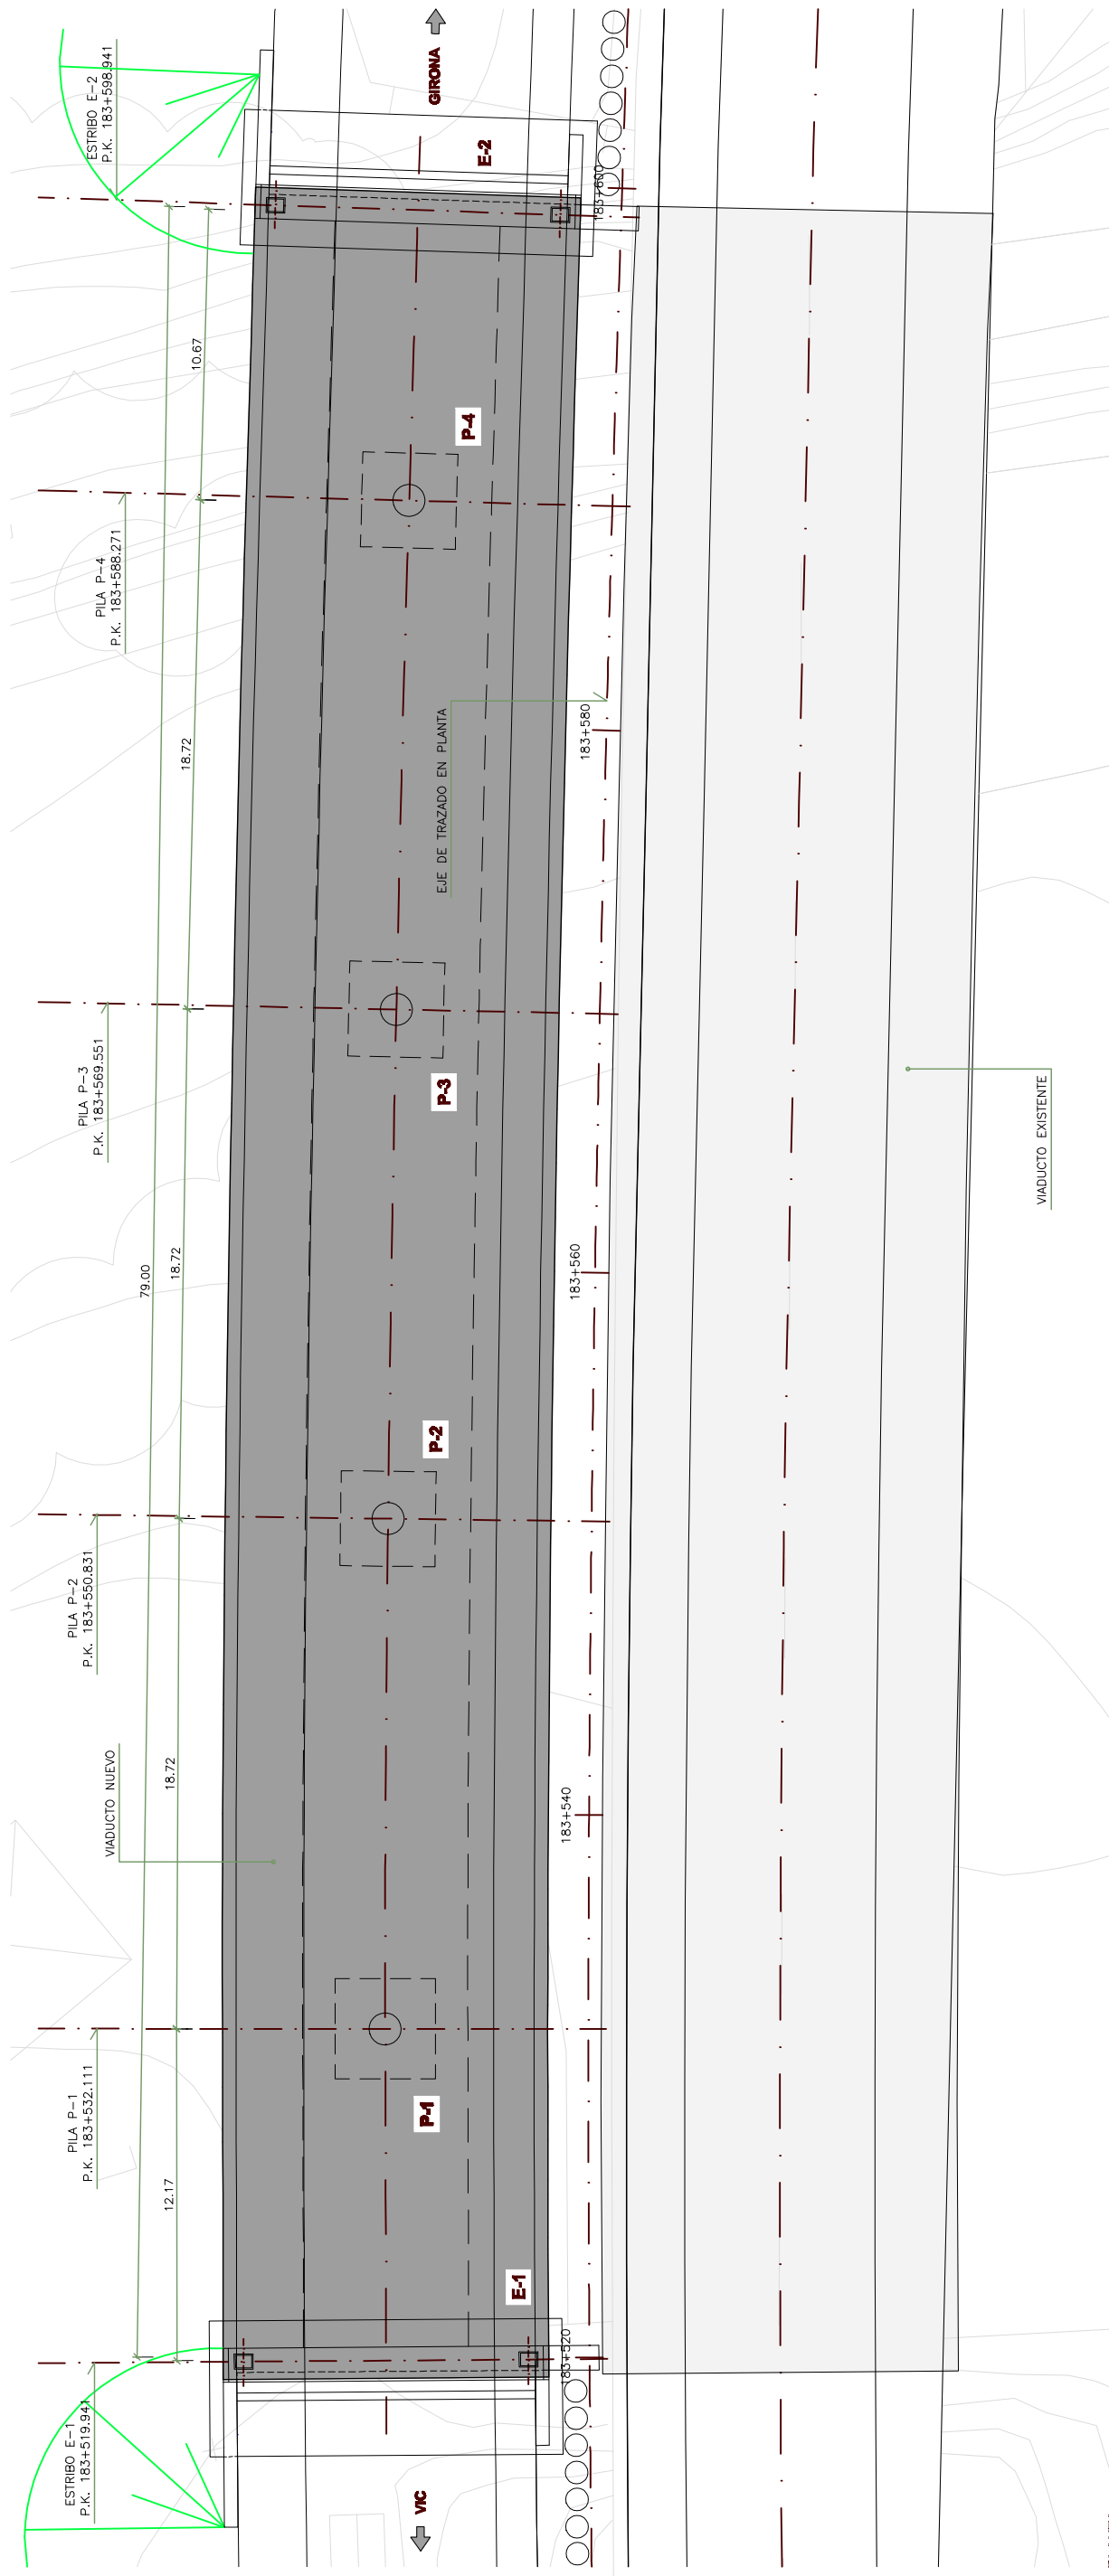 GIRONA
ESTRIBO E-2
P.K. 183+598.941
E-2
183+600
10.67
P-4
PILA P-4
P.K. 183+588.271
18.72
EJE DE TRAZADO EN PLANTA
183+580
PILA P-3
P.K. 183+569.551
P-3
VIADUCTO EXISTENTE
79.00
18.72
183+560
P-2
PILA P-2
P.K. 183+550.831
VIADUCTO NUEVO
18.72
183+540
PILA P-1
P.K. 183+532.111
P-1
12.17
E-1
183+520
ESTRIBO E-1
P.K. 183+519.941
VIC